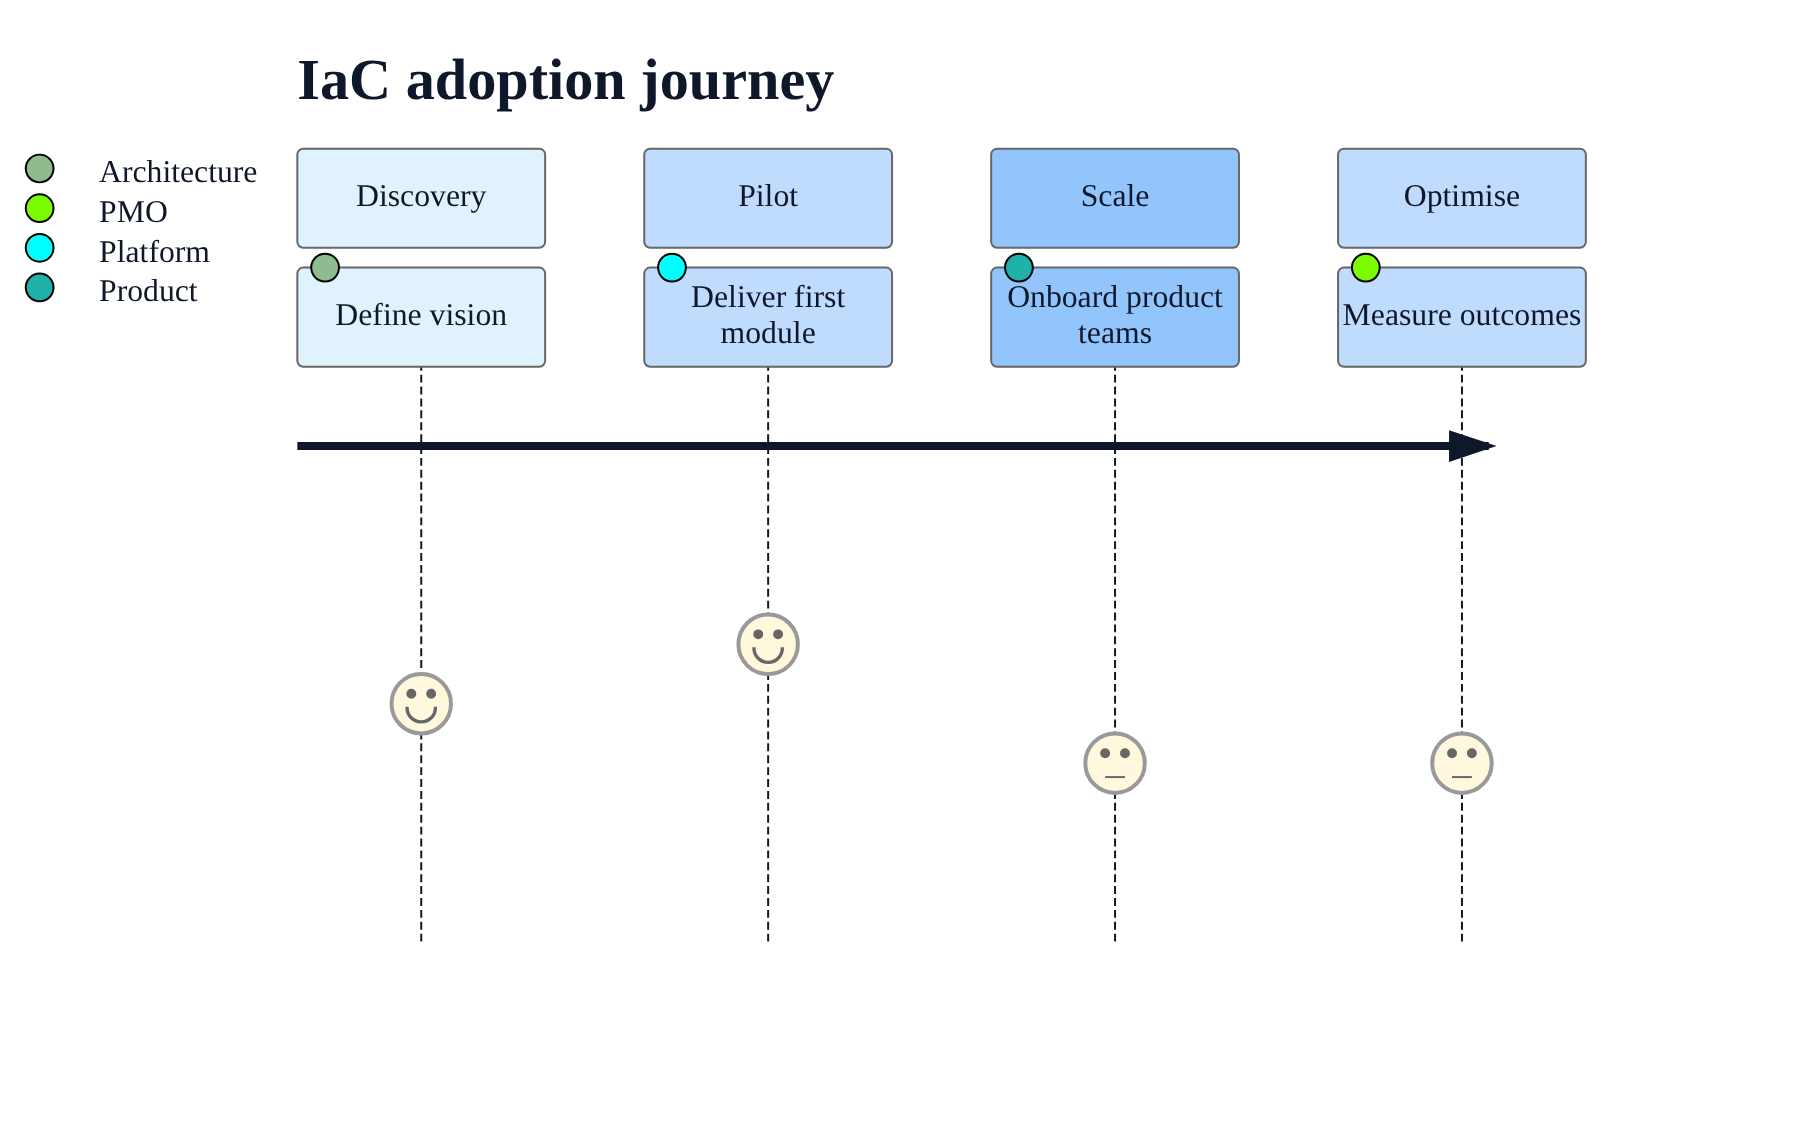 IaC adoption journey
Architecture
PMO
Platform
Product
Discovery
Pilot
Scale
Optimise
Define vision
Deliver first
module
Onboard product
teams
Measure outcomes